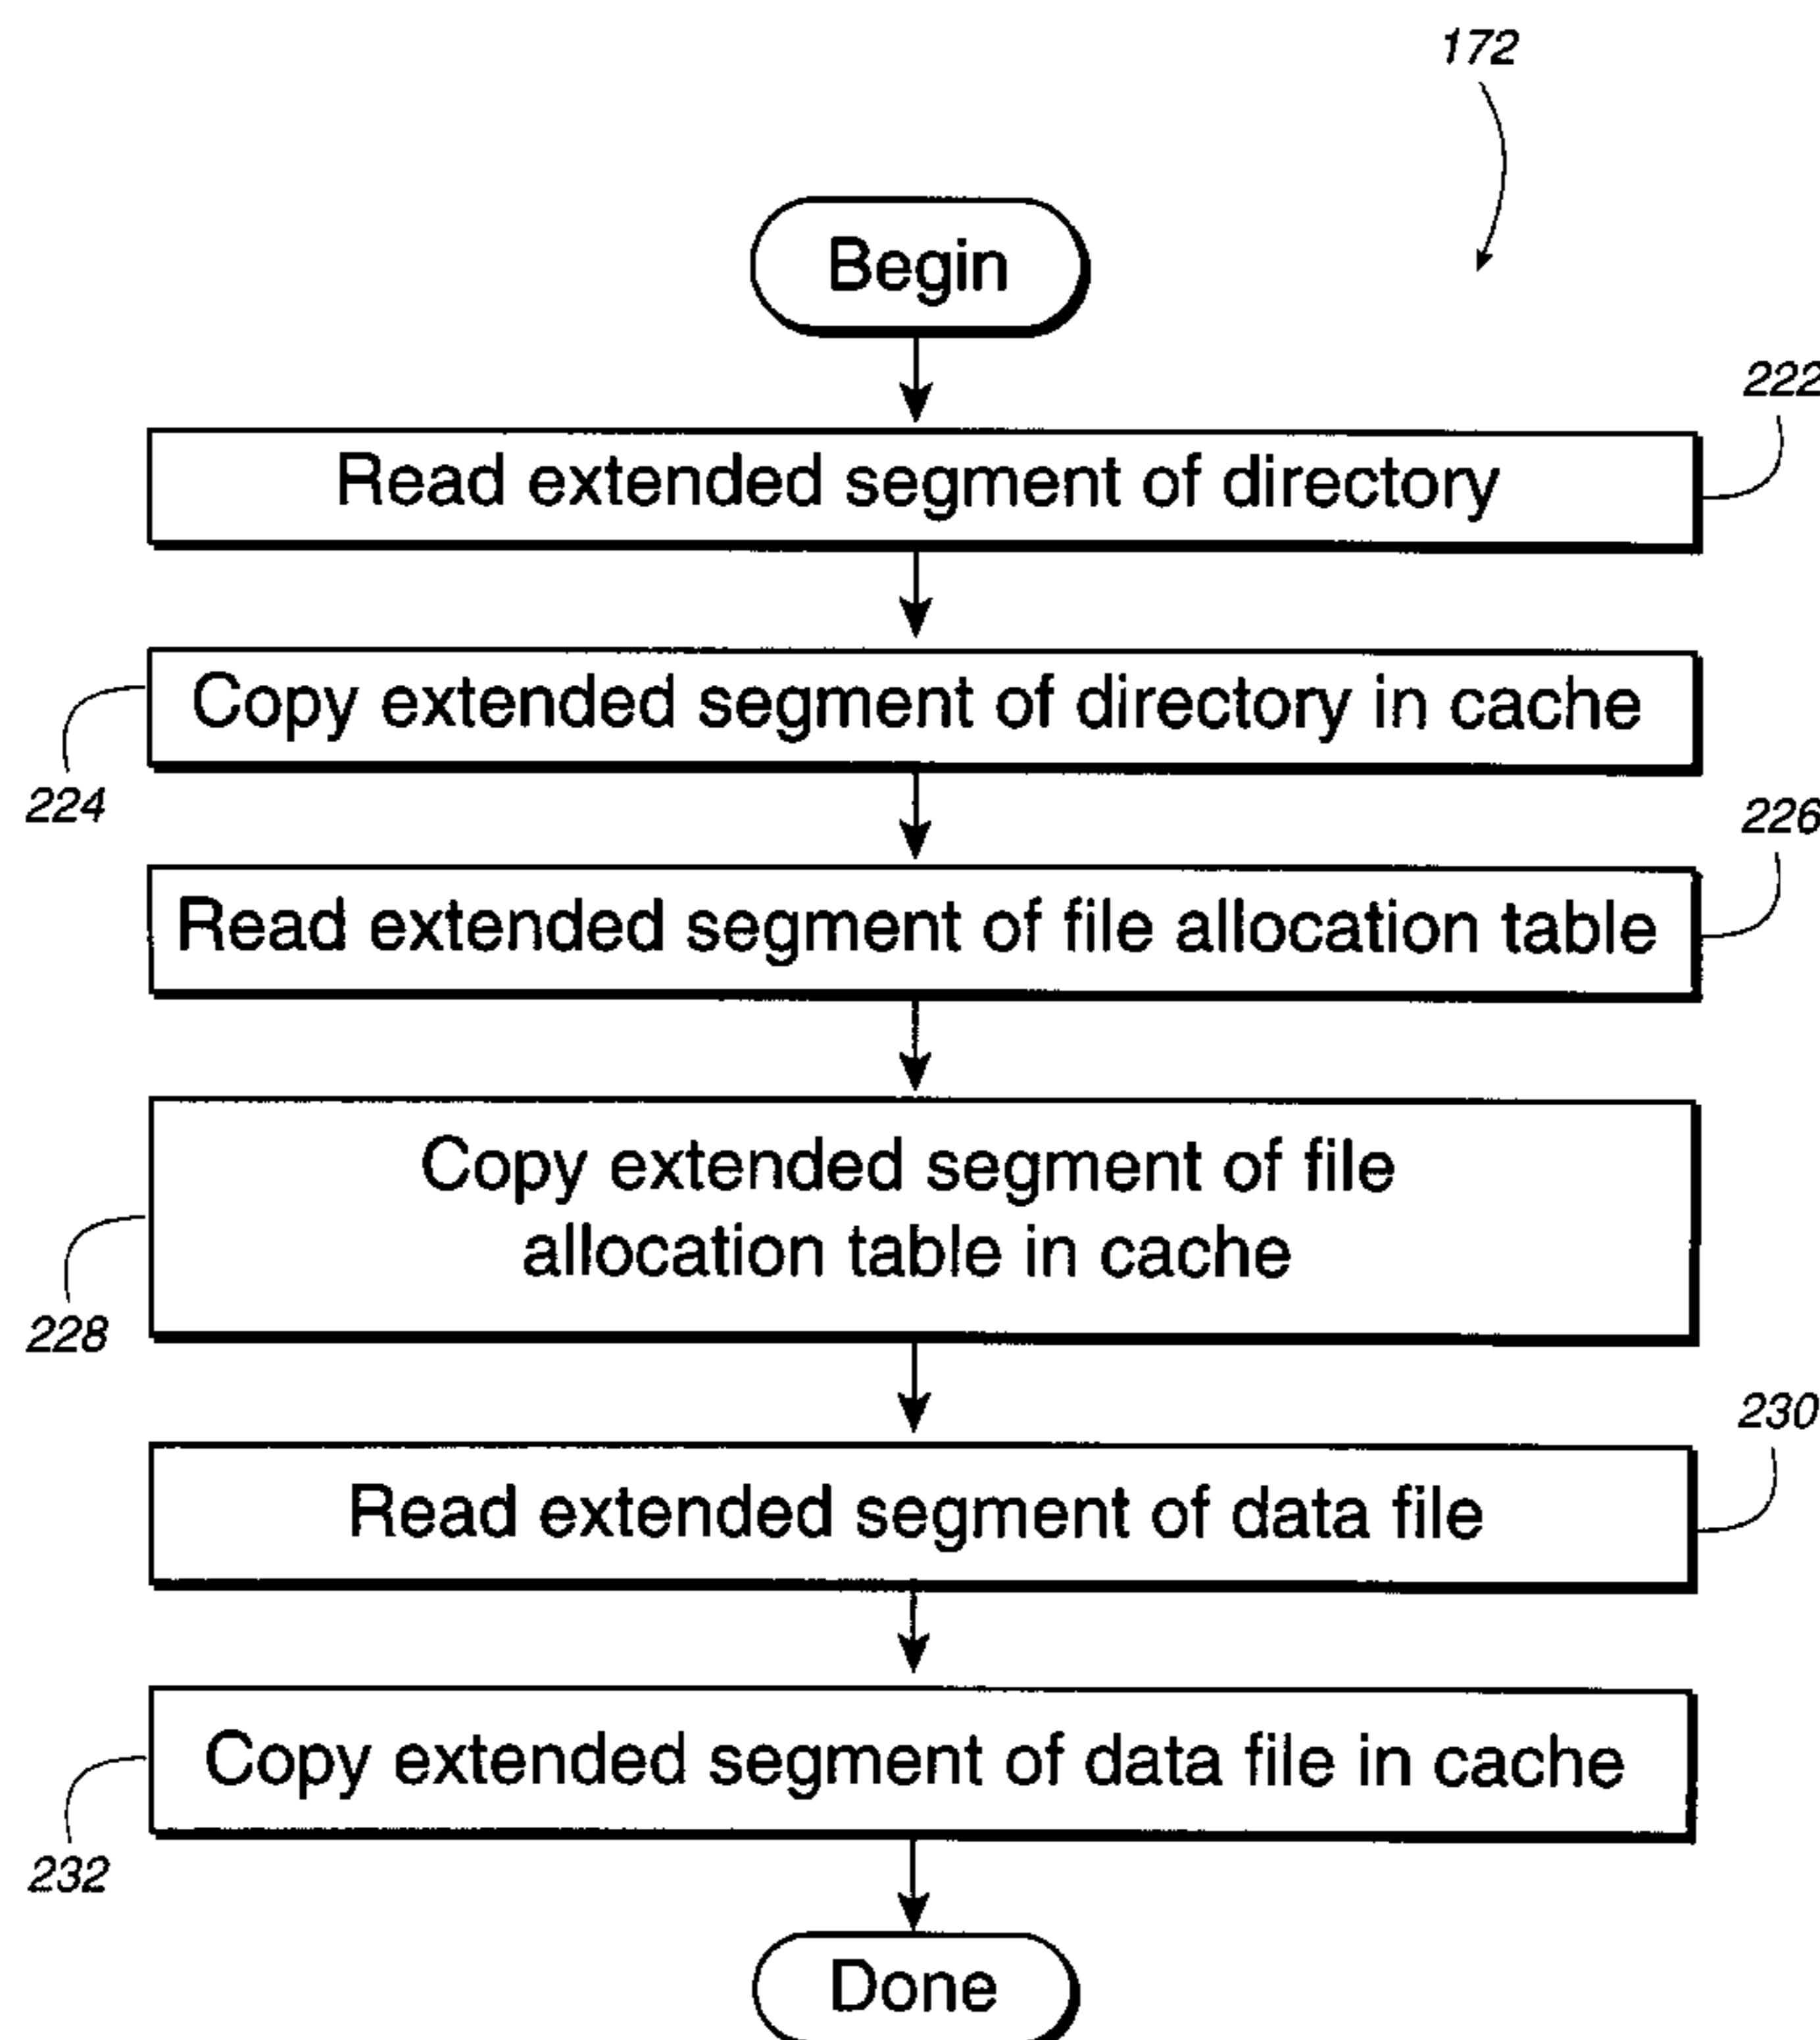 172
Begin
222
Read extended segment of directory
Copy extended segment of directory in cache
224
226
Read extended segment of file allocation table
Copy extended segment of file
allocation table in cache
228
230
Read extended segment of data file
Copy extended segment of data file in cache
232
Done